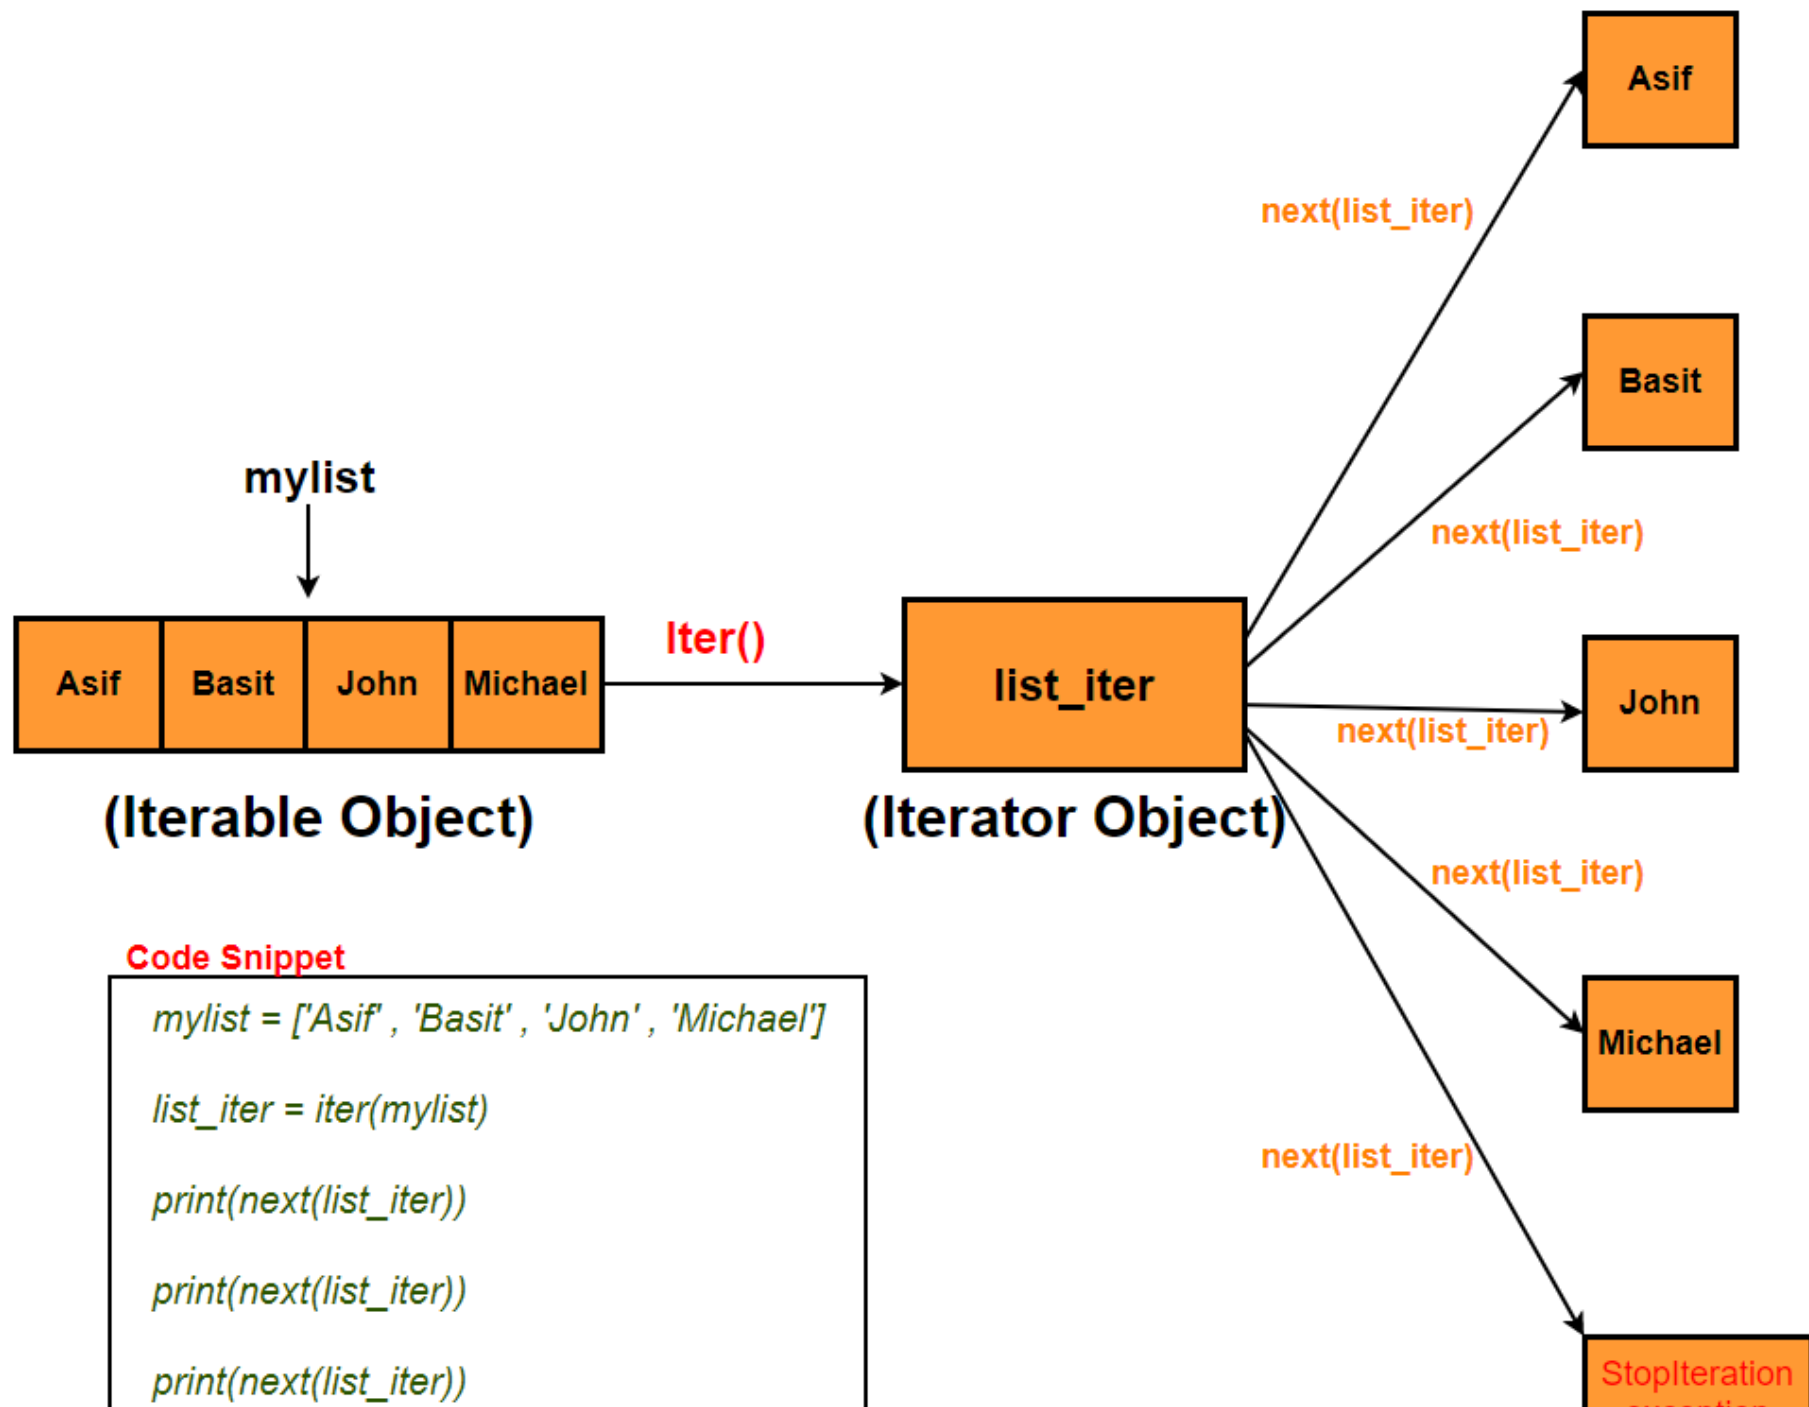 Asif
next(list_iter)
Basit
mylist
next(list_iter)
Iter()
Asif Basit John Michael
list_iter
John
next(list_iter)
(Iterable Object)
(Iterator Object)
next(list_iter)
Code Snippet
mylist = ['Asif' , 'Basit' , 'John' , 'Michael']
Michael
list_iter = iter(mylist)
next(list_iter)
print(next(list_iter))
print(next(list_iter))
print(next(list_iter))
StopIteration